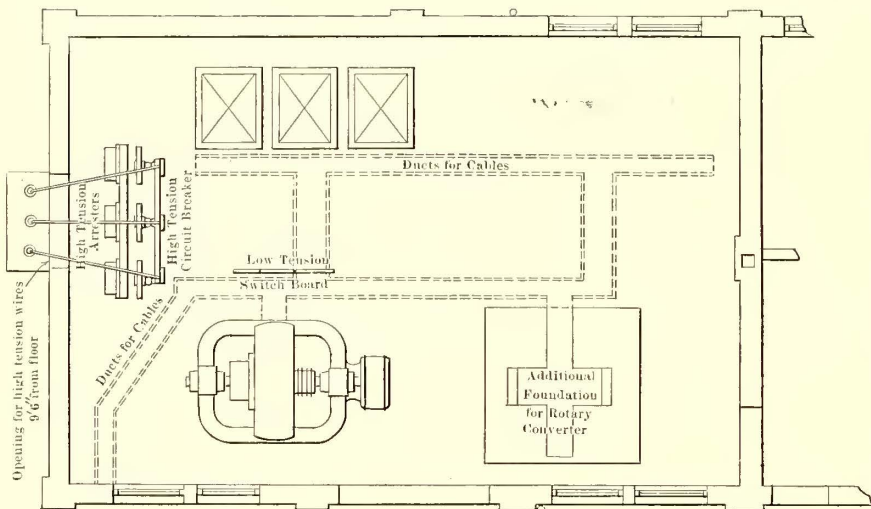 Ducts for Cables
High Tension
Arresters
High Tension
Circuit Breaker
Low Tension
Switch Board
Ducts for Cables
Opening for high tension wires
9'6" from floor
Additional
Foundation
for Rotary
Converter